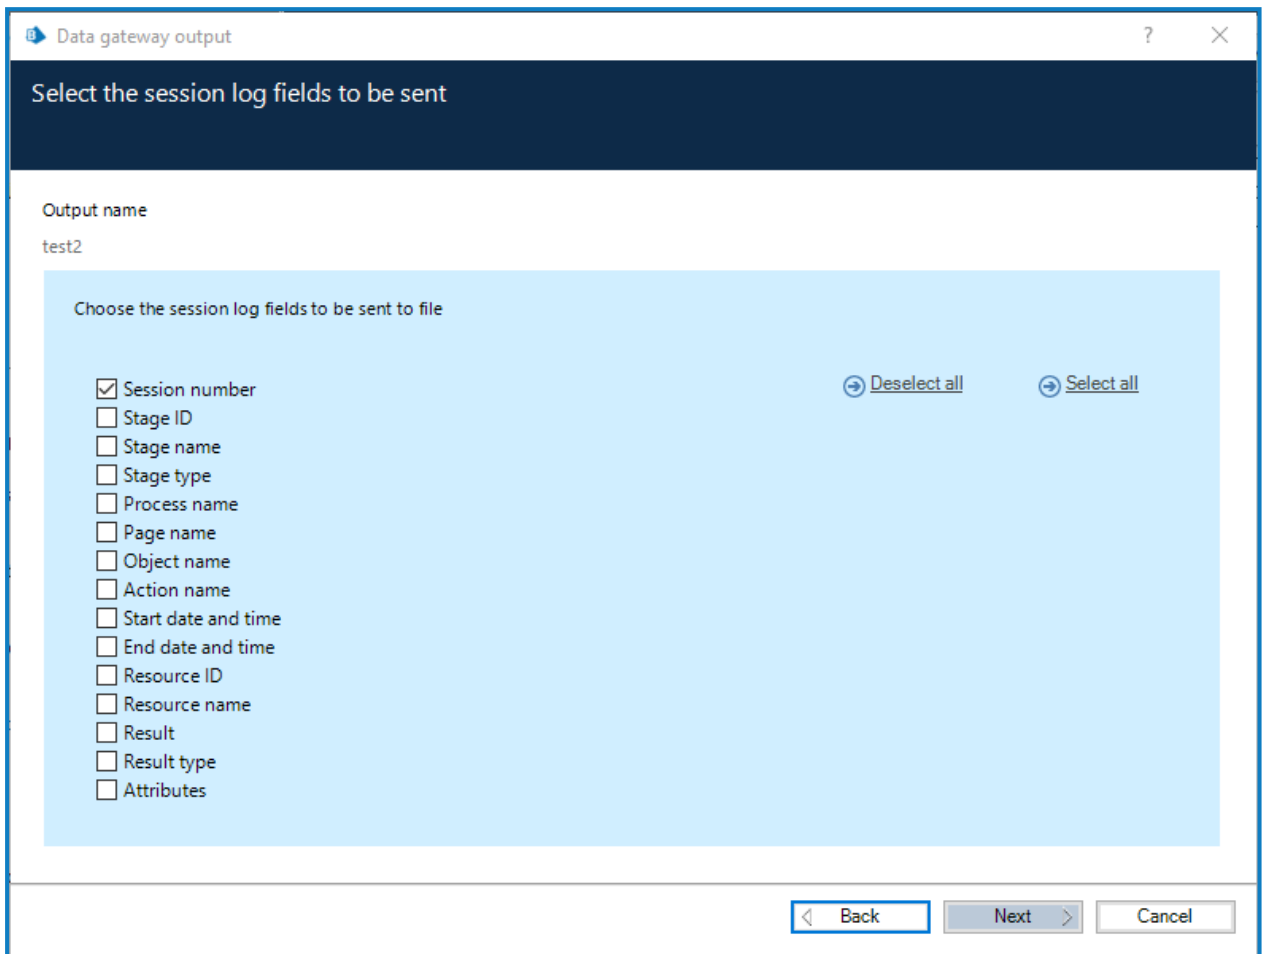 Data gateway output
?
Select the session log fields to be sent
Output name
test2
Choose the session log fields to be sent to file
Session number
Deselect all
Select all
Stage ID
Stage name
Stage type
Process name
Page name
Object name
Action name
Start date and time
End date and time
Resource ID
Resource name
Result
Result type
Attributes
Back
Next
Cancel